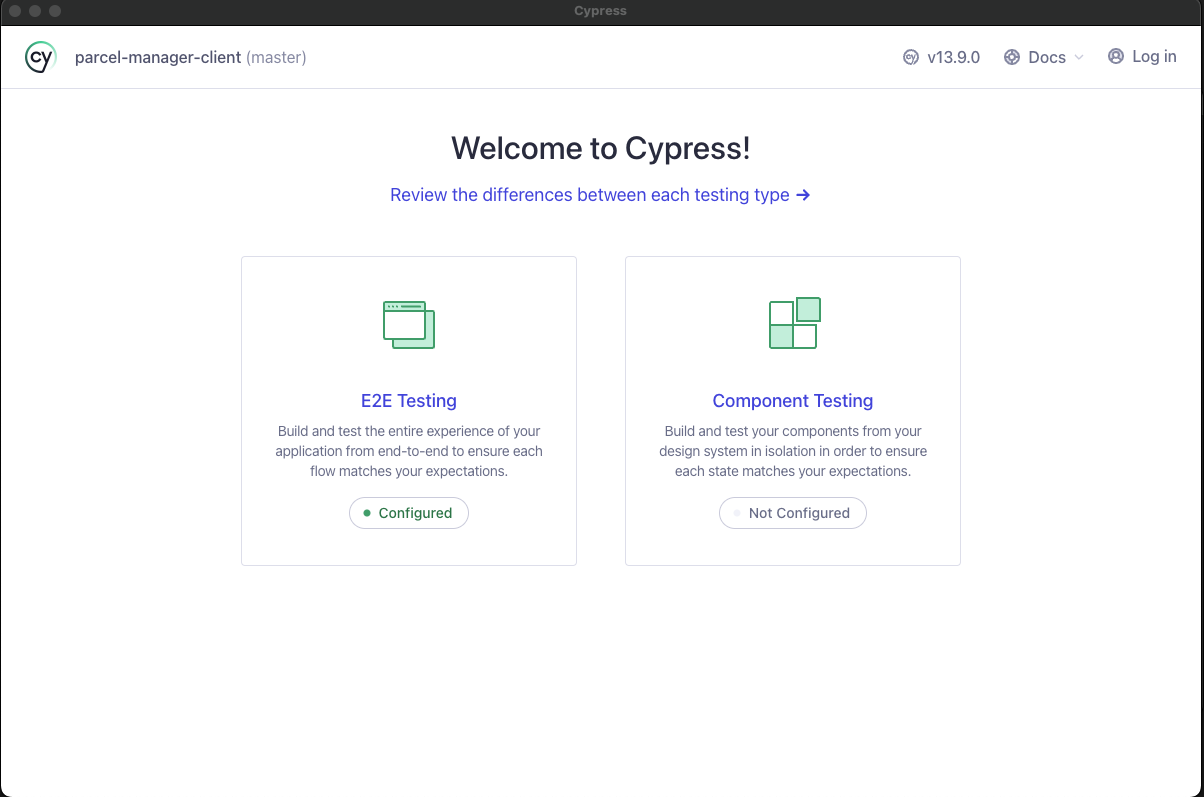 Cypress
cy parcel-manager-client (master)
cy v13.9.0 Docs Log in
Welcome to Cypress!
Review the differences between each testing type →
E2E Testing
Build and test the entire experience of your
application from end-to-end to ensure each
flow matches your expectations.
Configured
Component Testing
Build and test your components from your
design system in isolation in order to ensure
each state matches your expectations.
Not Configured